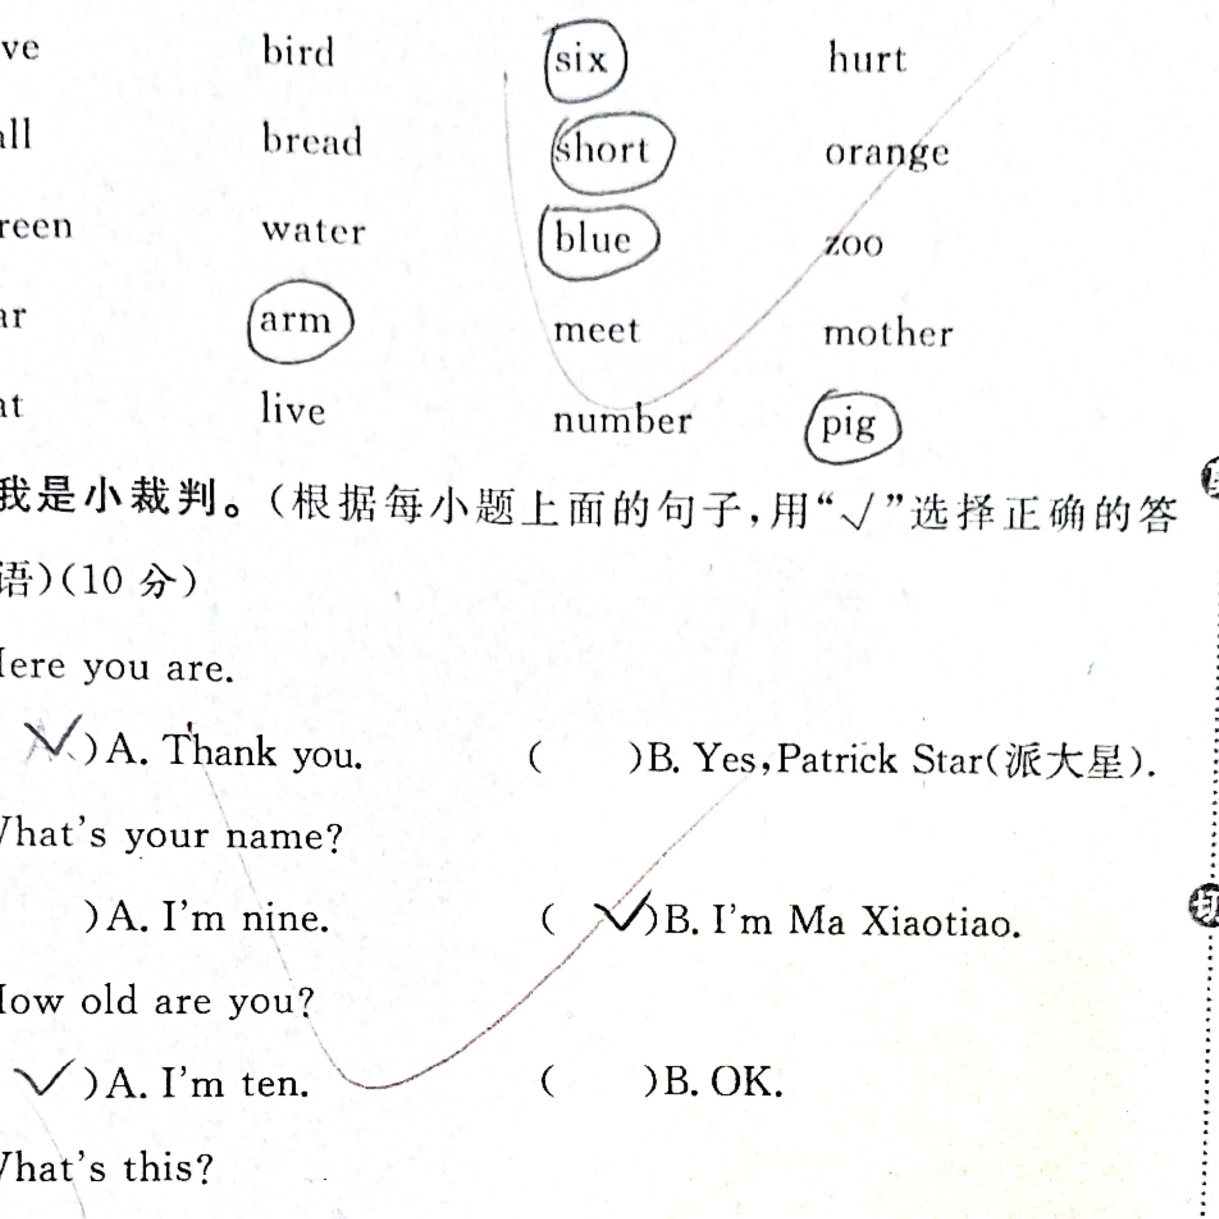 ve bird six hurt
all bread short orange
reen water blue zoo
ar arm meet mother
at live number pig
我是小裁判。(根据每小题上面的句子,用“√”选择正确的答
语)(10 分)
Here you are.
√ )A. Thank you. ( )B. Yes,Patrick Star(派大星).
What's your name?
)A. I'm nine. ( √ )B. I'm Ma Xiaotiao.
How old are you?
√ )A. I'm ten. ( )B. OK.
What's this?